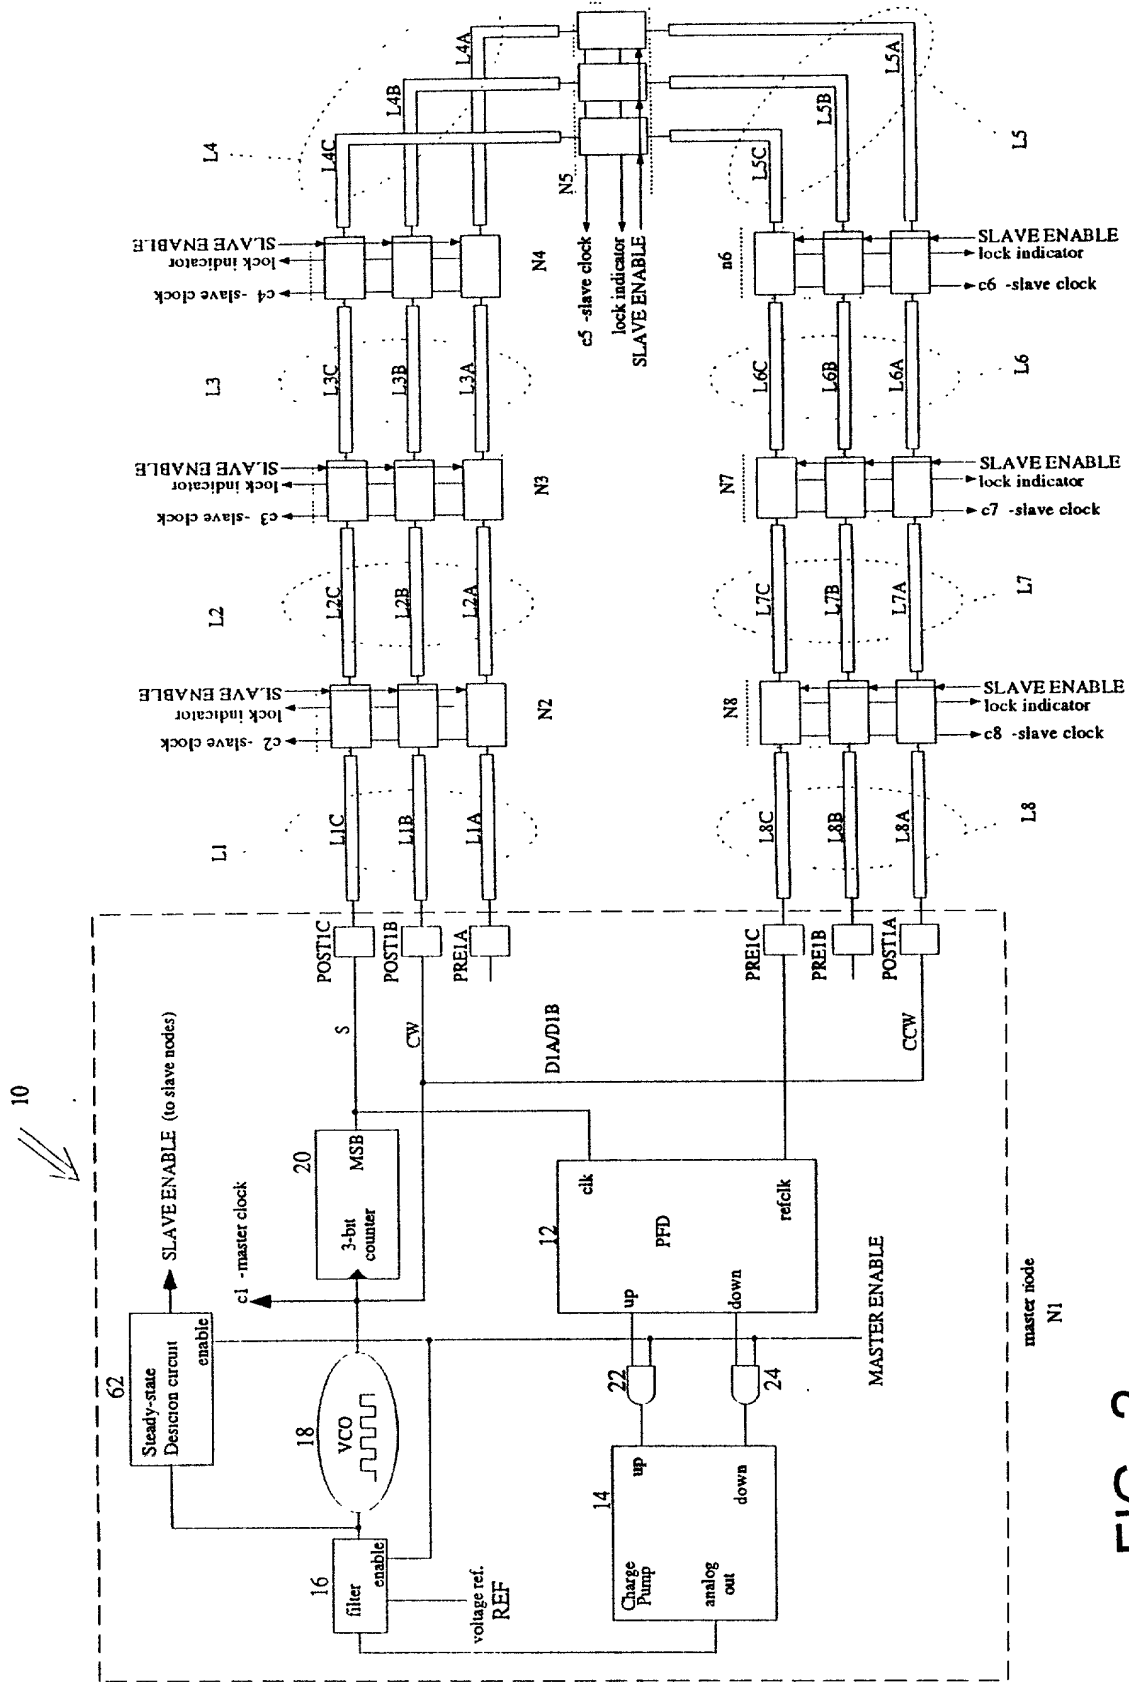 10
SLAVE ENABLE (to slave nodes)
62
Steady-state
Desicion circuit
enable
c1 - master clock
20
MSB
3-bit
counter
18
VCO
16
filter
enable
voltage ref.
REF
S
CW
D1A/D1B
CCW
12
clk
PFD
refclk
up
down
22
24
MASTER ENABLE
14
up
down
Charge
Pump
analog
out
master node
N1
POST1C
POST1B
PRE1A
PRE1C
PRE1B
POST1A
L1
L1C
L1B
L1A
L8C
L8B
L8A
L8
SLAVE ENABLE
lock indicator
c2 - slave clock
N2
N8
SLAVE ENABLE
lock indicator
c8 -slave clock
L2
L2C
L2B
L2A
L7C
L7B
L7A
L7
SLAVE ENABLE
lock indicator
c3 - slave clock
N3
N7
SLAVE ENABLE
lock indicator
c7 -slave clock
L3
L3C
L3B
L3A
L6C
L6B
L6A
L6
SLAVE ENABLE
lock indicator
c4 - slave clock
N4
n6
SLAVE ENABLE
lock indicator
c6 -slave clock
L4
L4C
L4B
L4A
N5
c5 -slave clock
lock indicator
SLAVE ENABLE
L5C
L5B
L5A
L5
FIG. 2